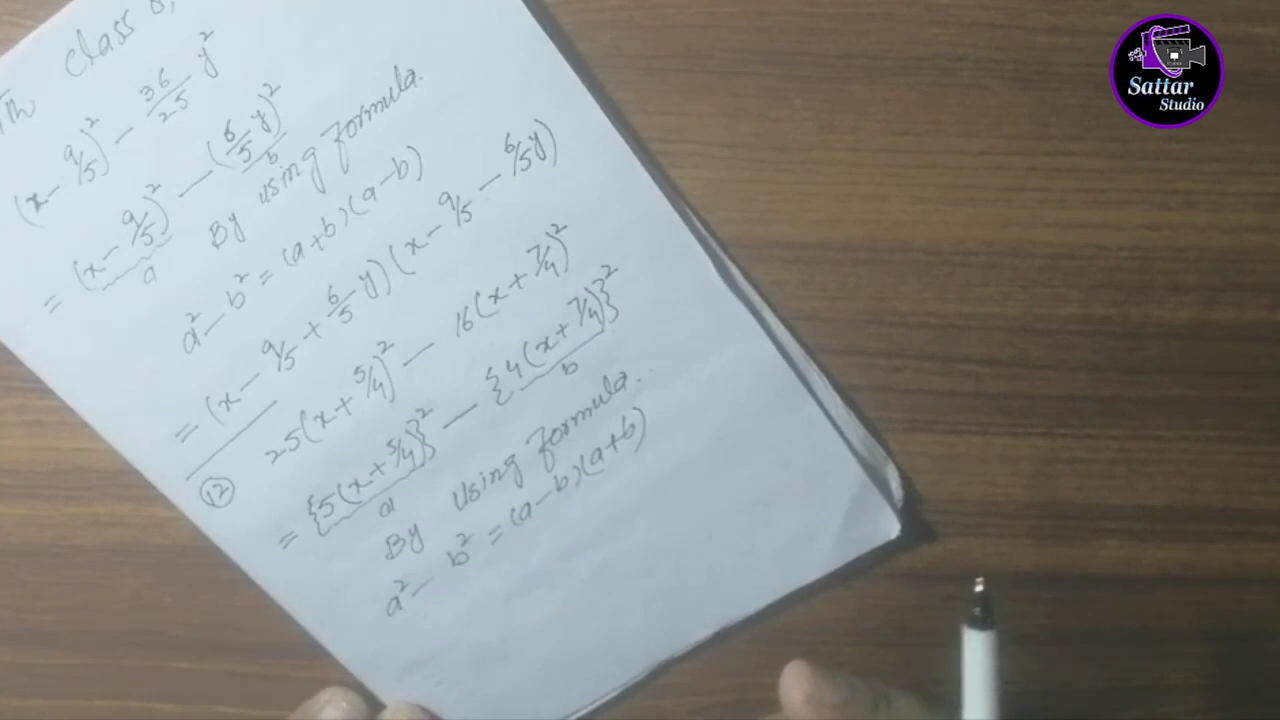 Class 8,
Th
(x - 9/5)² - 36/25 y²
= (x - 9/5)² - (6/5 y)²
a b
By using formula.
a² - b² = (a+b)(a-b)
= (x - 9/5 + 6/5 y)(x - 9/5 - 6/5 y)
12 25(x + 5/4)² - 16(x + 7/4)²
= {5(x + 5/4)}² - {4(x + 7/4)}²
a b
By using formula.
a² - b² = (a-b)(a+b)
Sattar
Studio